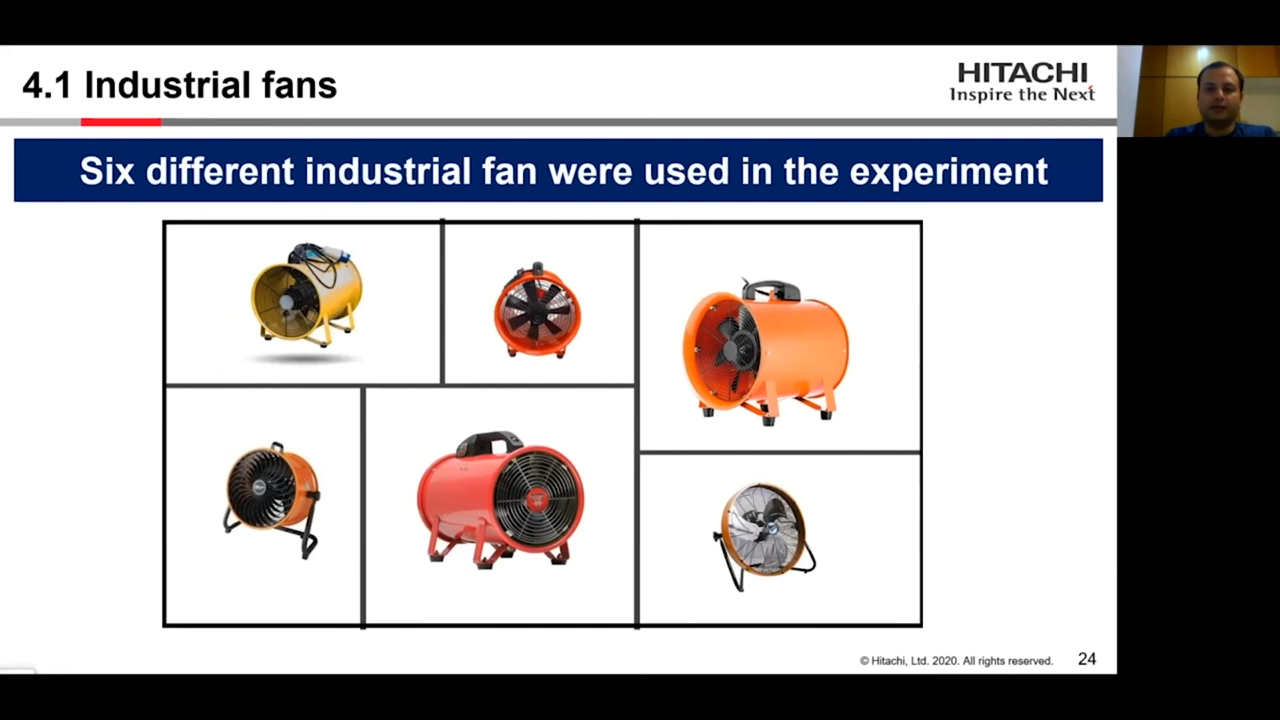 4.1 Industrial fans
HITACHI
Inspire the Next
Six different industrial fan were used in the experiment
© Hitachi, Ltd. 2020. All rights reserved.
24